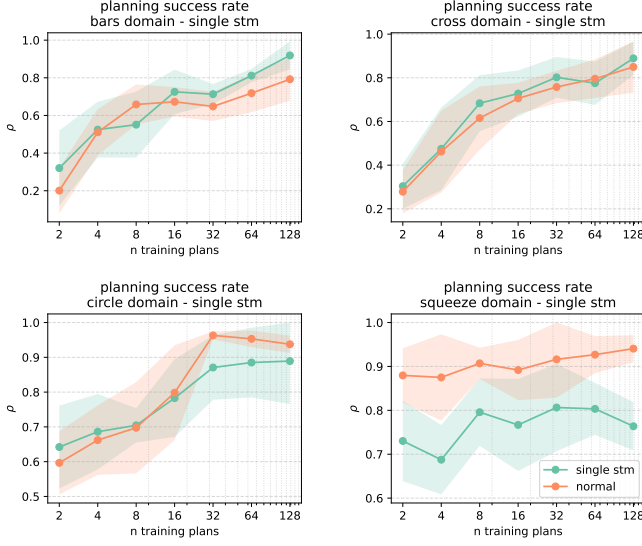 planning success rate
bars domain - single stm
1.0
0.8
0.6
0.4
0.2
ρ
2 4 8 16 32 64 128
n training plans
planning success rate
cross domain - single stm
1.0
0.8
0.6
0.4
0.2
ρ
2 4 8 16 32 64 128
n training plans
planning success rate
circle domain - single stm
1.0
0.9
0.8
0.7
0.6
0.5
ρ
2 4 8 16 32 64 128
n training plans
planning success rate
squeeze domain - single stm
1.0
0.9
0.8
0.7
0.6
ρ
2 4 8 16 32 64 128
n training plans
single stm
normal